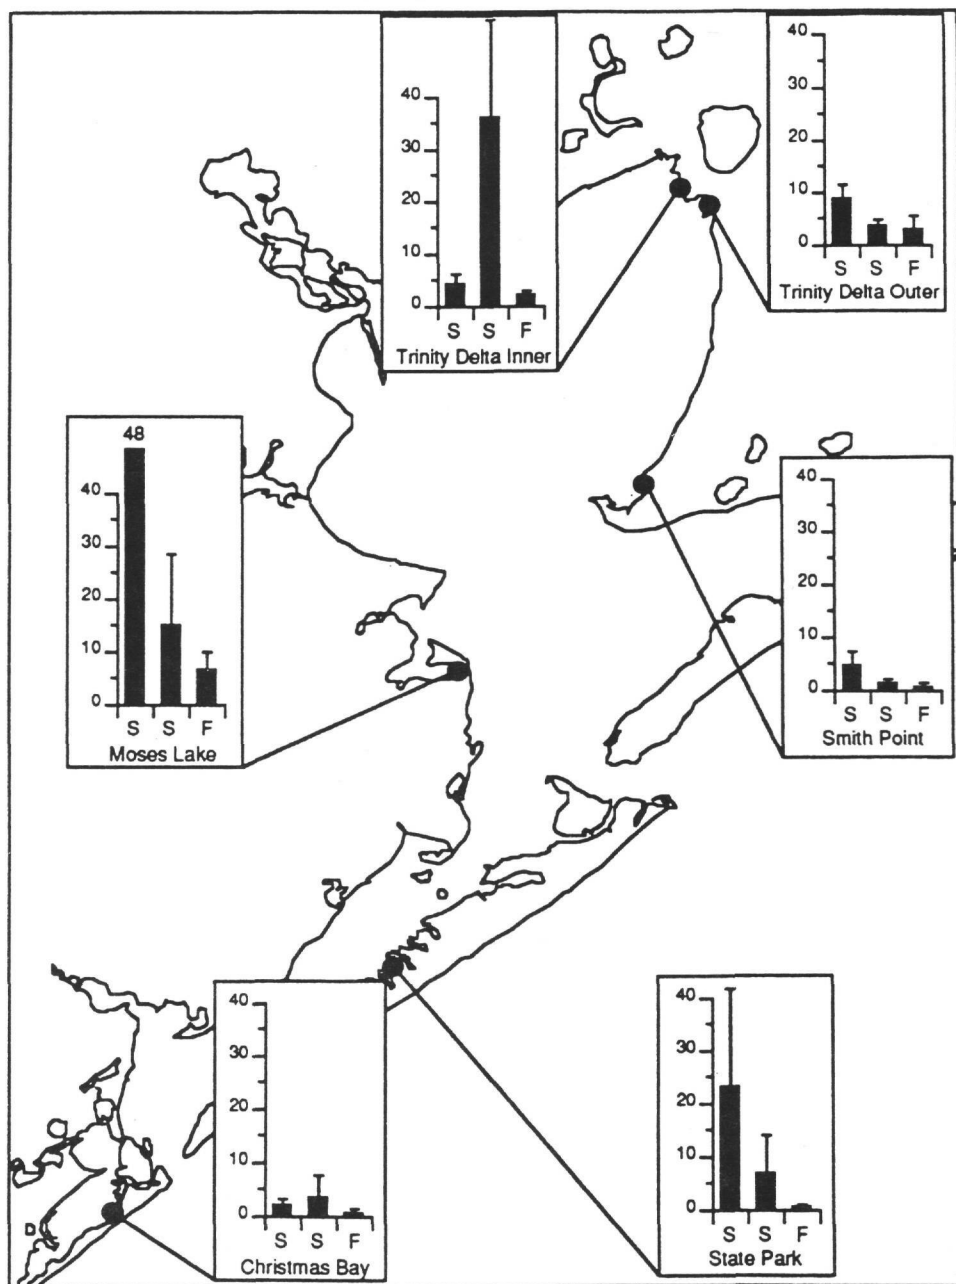 40
30
20
10
0
S S F
Trinity Delta Inner
40
30
20
10
0
S S F
Trinity Delta Outer
48
40
30
20
10
0
S S F
Moses Lake
40
30
20
10
0
S S F
Smith Point
40
30
20
10
0
S S F
Christmas Bay
40
30
20
10
0
S S F
State Park